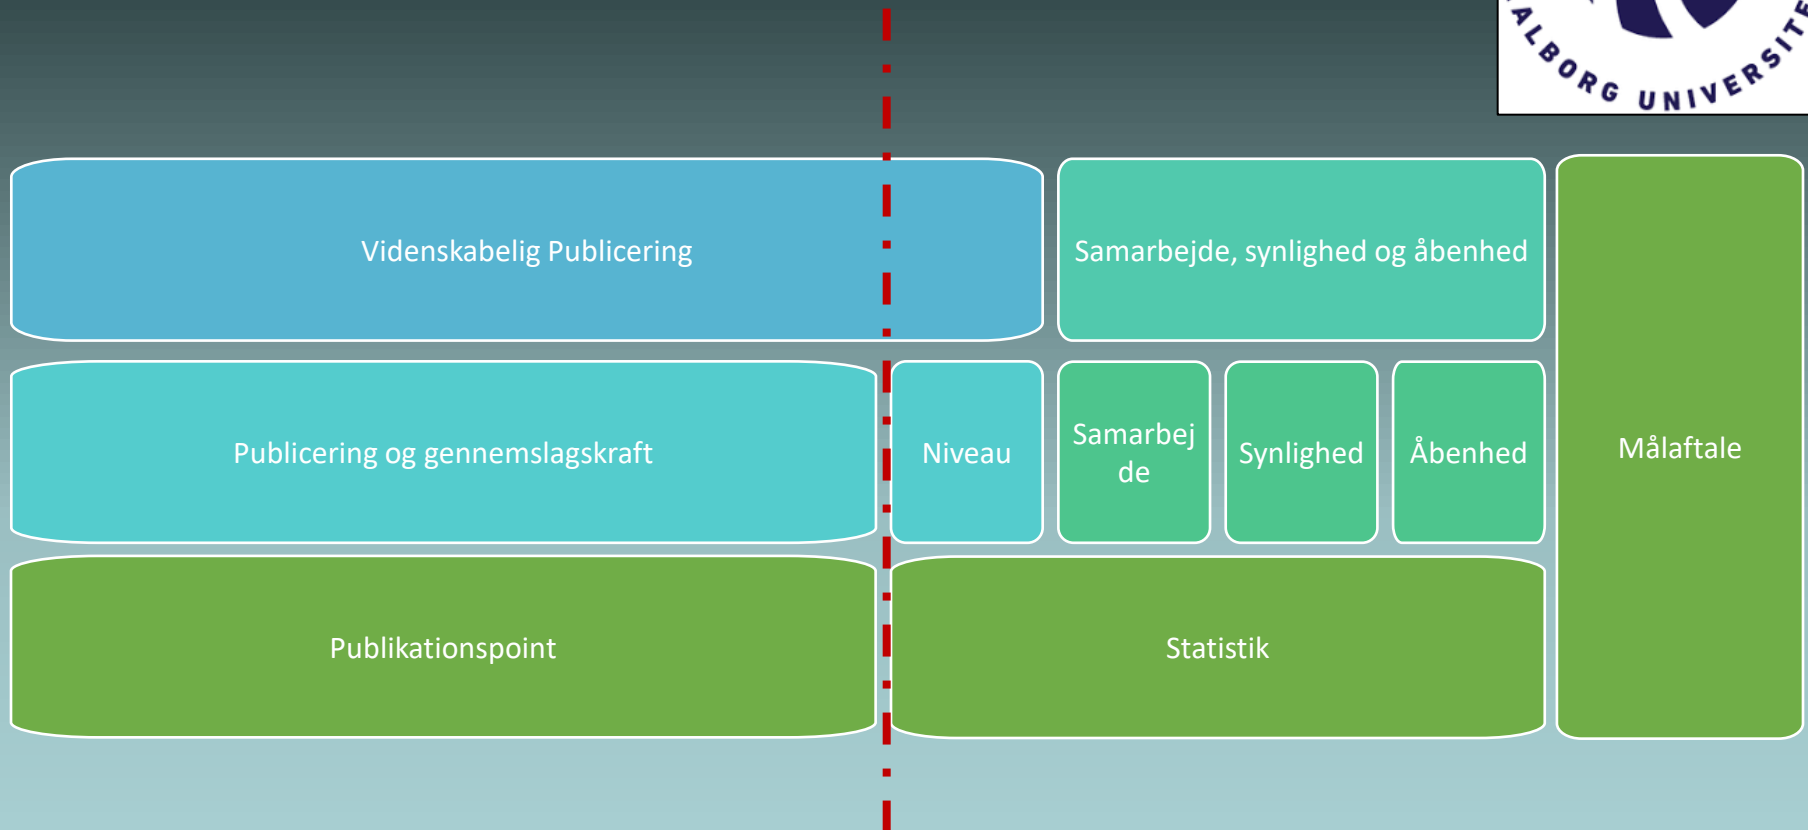 ALBORG UNIVERSITE
Videnskabelig Publicering
Samarbejde, synlighed og åbenhed
Publicering og gennemslagskraft
Niveau
Samarbej
de
Synlighed
Åbenhed
Målaftale
Publikationspoint
Statistik